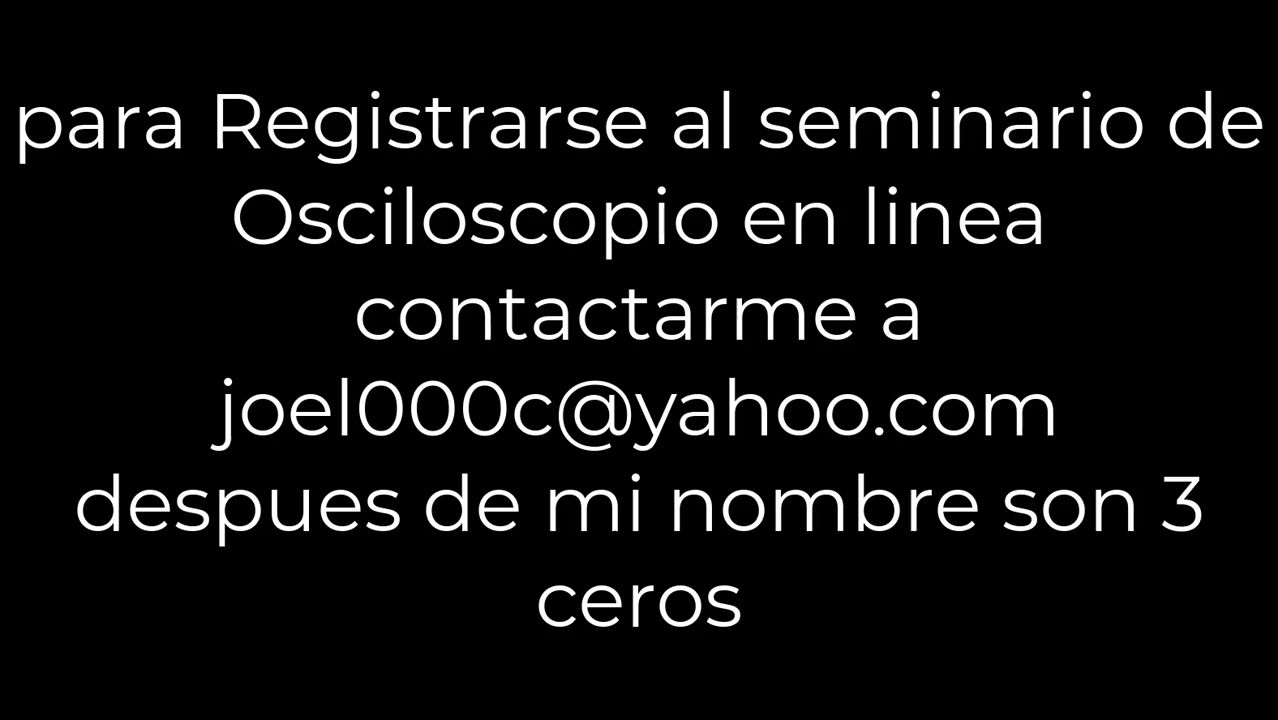 para Registrarse al seminario de
Osciloscopio en linea
contactarme a
joel000c@yahoo.com
despues de mi nombre son 3
ceros